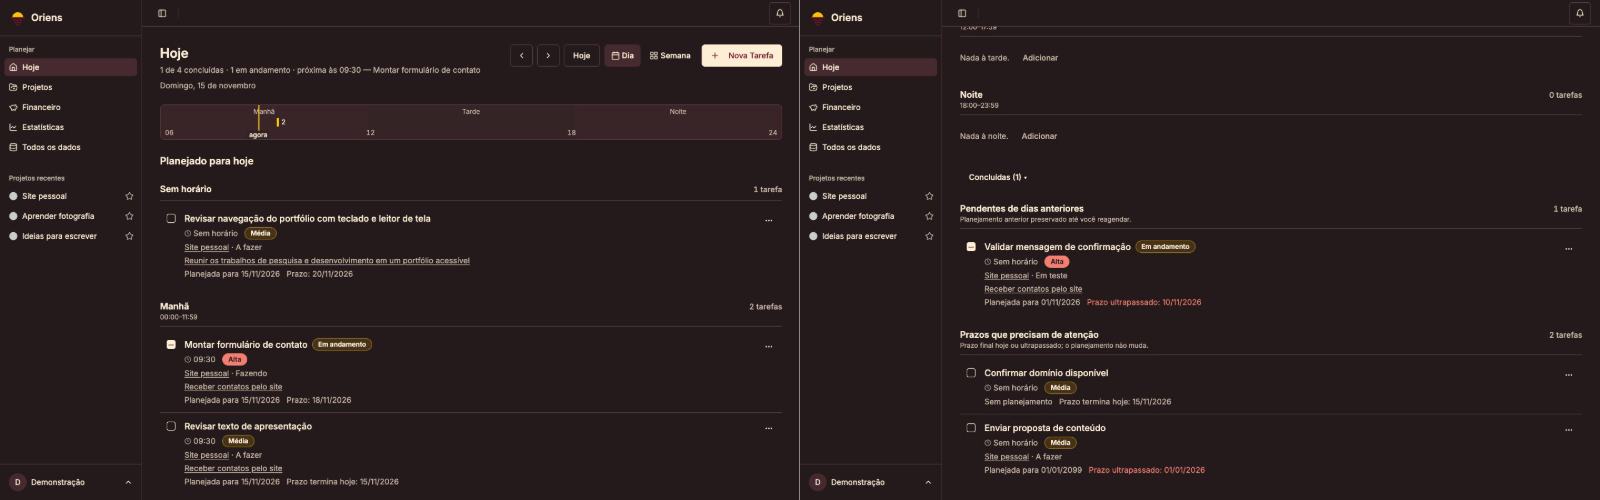 Oriens
Planejar
Hoje
Projetos
Financeiro
Estatísticas
Todos os dados
Projetos recentes
Site pessoal
Aprender fotografia
Ideias para escrever
D Demonstração
Hoje
1 de 4 concluídas · 1 em andamento · próxima às 09:30 — Montar formulário de contato
Domingo, 15 de novembro
Hoje
Dia
Semana
+ Nova Tarefa
Manhã Tarde Noite
2
06 12 18 24
agora
Planejado para hoje
Sem horário 1 tarefa
Revisar navegação do portfólio com teclado e leitor de tela ...
Sem horário Média
Site pessoal · A fazer
Reunir os trabalhos de pesquisa e desenvolvimento em um portfólio acessível
Planejada para 15/11/2026 Prazo: 20/11/2026
Manhã 2 tarefas
00:00–11:59
Montar formulário de contato Em andamento ...
09:30 Alta
Site pessoal · Fazendo
Receber contatos pelo site
Planejada para 15/11/2026 Prazo: 18/11/2026
Revisar texto de apresentação ...
09:30 Média
Site pessoal · A fazer
Receber contatos pelo site
Planejada para 15/11/2026 Prazo termina hoje: 15/11/2026
Oriens
Planejar
Hoje
Projetos
Financeiro
Estatísticas
Todos os dados
Projetos recentes
Site pessoal
Aprender fotografia
Ideias para escrever
D Demonstração
12:00–17:59
Nada à tarde. Adicionar
Noite 0 tarefas
18:00–23:59
Nada à noite. Adicionar
Concluídas (1)
Pendentes de dias anteriores 1 tarefa
Planejamento anterior preservado até você reagendar.
Validar mensagem de confirmação Em andamento ...
Sem horário Alta
Site pessoal · Em teste
Receber contatos pelo site
Planejada para 01/11/2026 Prazo ultrapassado: 10/11/2026
Prazos que precisam de atenção 2 tarefas
Prazo final hoje ou ultrapassado; o planejamento não muda.
Confirmar domínio disponível ...
Sem horário Média
Sem planejamento Prazo termina hoje: 15/11/2026
Enviar proposta de conteúdo ...
Sem horário Média
Site pessoal · A fazer
Planejada para 01/01/2099 Prazo ultrapassado: 01/01/2026